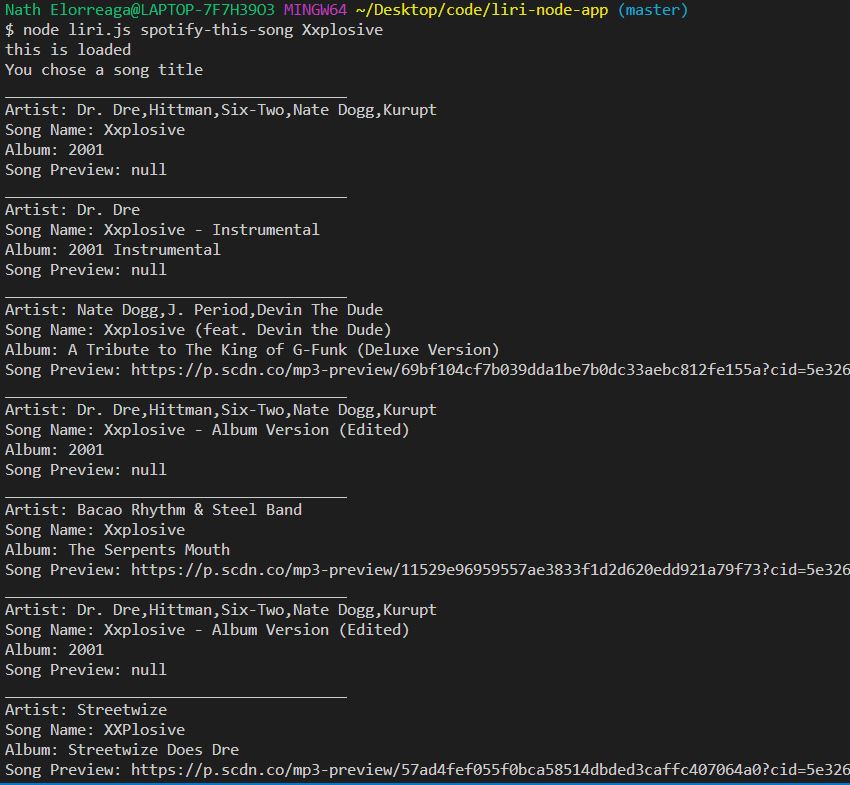 Nath Elorreaga@LAPTOP-7F7H39O3 MINGW64 ~/Desktop/code/liri-node-app (master)
$ node liri.js spotify-this-song Xxplosive
this is loaded
You chose a song title
______________________________________
Artist: Dr. Dre,Hittman,Six-Two,Nate Dogg,Kurupt
Song Name: Xxplosive
Album: 2001
Song Preview: null
______________________________________
Artist: Dr. Dre
Song Name: Xxplosive - Instrumental
Album: 2001 Instrumental
Song Preview: null
______________________________________
Artist: Nate Dogg,J. Period,Devin The Dude
Song Name: Xxplosive (feat. Devin the Dude)
Album: A Tribute to The King of G-Funk (Deluxe Version)
Song Preview: https://p.scdn.co/mp3-preview/69bf104cf7b039dda1be7b0dc33aebc812fe155a?cid=5e326
______________________________________
Artist: Dr. Dre,Hittman,Six-Two,Nate Dogg,Kurupt
Song Name: Xxplosive - Album Version (Edited)
Album: 2001
Song Preview: null
______________________________________
Artist: Bacao Rhythm & Steel Band
Song Name: Xxplosive
Album: The Serpents Mouth
Song Preview: https://p.scdn.co/mp3-preview/11529e96959557ae3833f1d2d620edd921a79f73?cid=5e326
______________________________________
Artist: Dr. Dre,Hittman,Six-Two,Nate Dogg,Kurupt
Song Name: Xxplosive - Album Version (Edited)
Album: 2001
Song Preview: null
______________________________________
Artist: Streetwize
Song Name: XXPlosive
Album: Streetwize Does Dre
Song Preview: https://p.scdn.co/mp3-preview/57ad4fef055f0bca58514dbded3caffc407064a0?cid=5e326